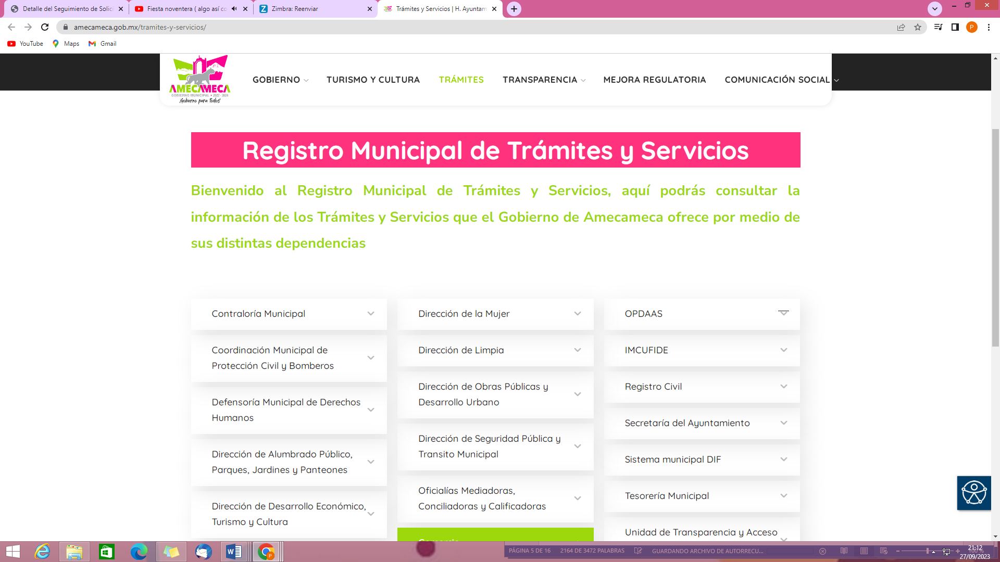 Detalle del Seguimiento de Solici
Fiesta noventera ( algo así co
Zimbra: Reenviar
Trámites y Servicios | H. Ayuntam
amecameca.gob.mx/tramites-y-servicios/
P
YouTube
Maps
Gmail
AMECAMECA
GOBIERNO MUNICIPAL • 2022 - 2024
¡Gobierno para Todos!
GOBIERNO
TURISMO Y CULTURA
TRÁMITES
TRANSPARENCIA
MEJORA REGULATORIA
COMUNICACIÓN SOCIAL
Registro Municipal de Trámites y Servicios
Bienvenido al Registro Municipal de Trámites y Servicios, aquí podrás consultar la
información de los Trámites y Servicios que el Gobierno de Amecameca ofrece por medio de
sus distintas dependencias
Contraloría Municipal
Coordinación Municipal de
Protección Civil y Bomberos
Defensoría Municipal de Derechos
Humanos
Dirección de Alumbrado Público,
Parques, Jardines y Panteones
Dirección de Desarrollo Económico,
Turismo y Cultura
Dirección de la Mujer
Dirección de Limpia
Dirección de Obras Públicas y
Desarrollo Urbano
Dirección de Seguridad Pública y
Transito Municipal
Oficialías Mediadoras,
Conciliadoras y Calificadoras
OPDAAS
IMCUFIDE
Registro Civil
Secretaría del Ayuntamiento
Sistema municipal DIF
Tesorería Municipal
Unidad de Transparencia y Acceso
PÁGINA 5 DE 16
2164 DE 3472 PALABRAS
GUARDANDO ARCHIVO DE AUTORRECU...
21:12
27/09/2023